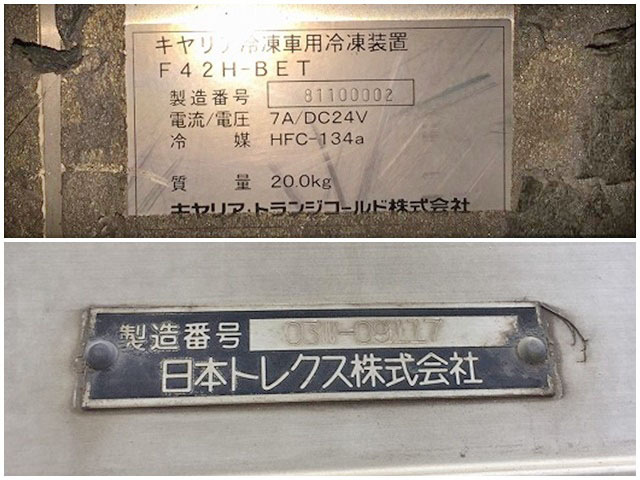 キヤリア冷凍車用冷凍装置
F42H-BET
製造番号 81100002
電流/電圧 7A/DC24V
冷媒 HFC-134a
質量 20.0kg
キヤリア・トランジコールド株式会社
製造番号
日本トレクス株式会社